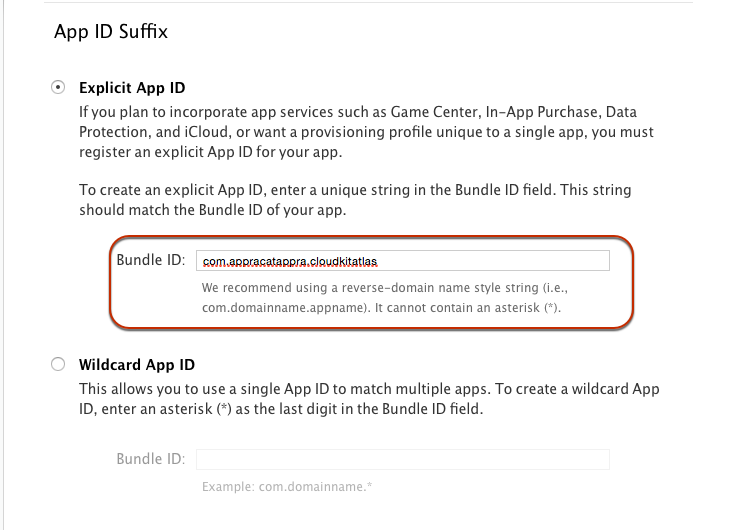 App ID Suffix
Explicit App ID
If you plan to incorporate app services such as Game Center, In-App Purchase, Data
Protection, and iCloud, or want a provisioning profile unique to a single app, you must
register an explicit App ID for your app.
To create an explicit App ID, enter a unique string in the Bundle ID field. This string
should match the Bundle ID of your app.
Bundle ID: com.appracatappra.cloudkitatlas
We recommend using a reverse-domain name style string (i.e.,
com.domainname.appname). It cannot contain an asterisk (*).
Wildcard App ID
This allows you to use a single App ID to match multiple apps. To create a wildcard App
ID, enter an asterisk (*) as the last digit in the Bundle ID field.
Bundle ID:
Example: com.domainname.*